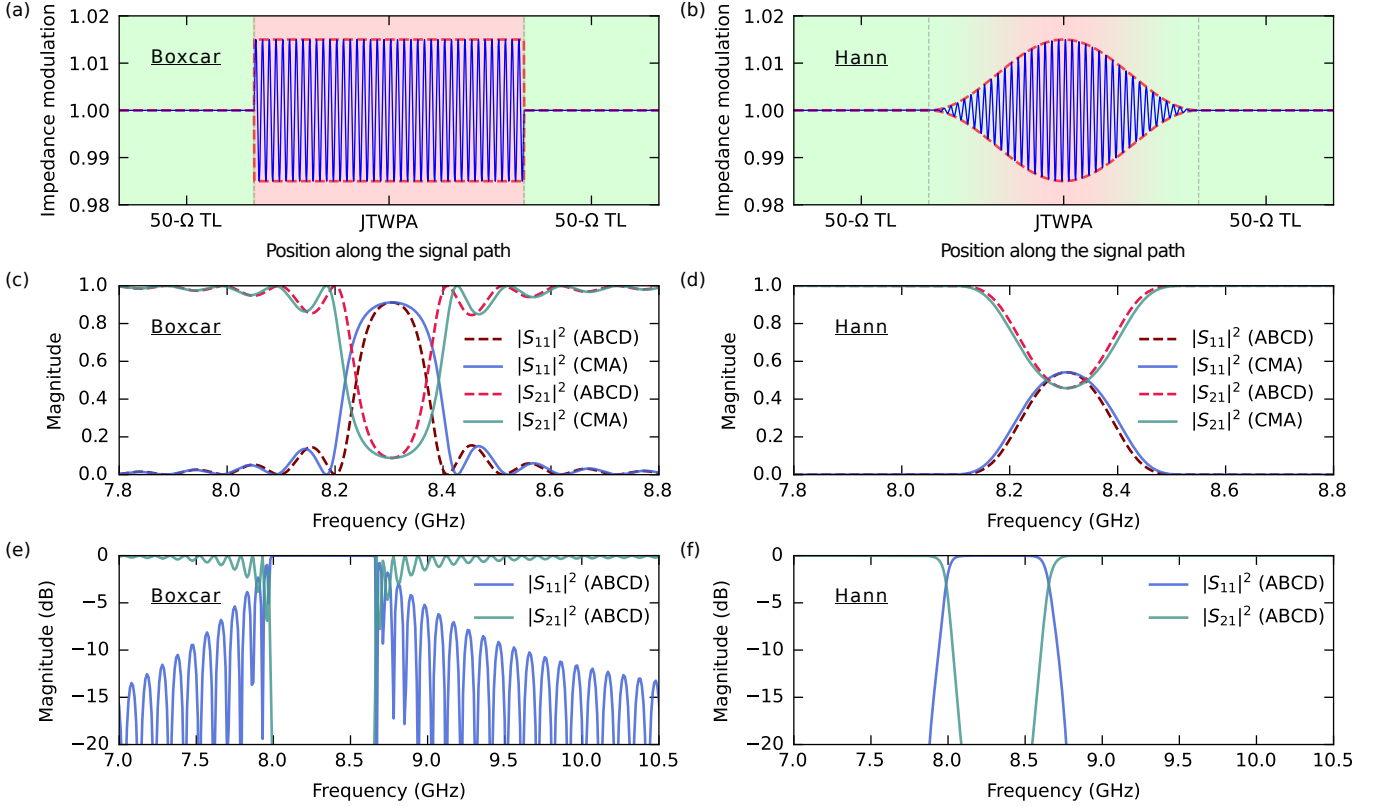 (a)
1.02
1.01
1.00
0.99
0.98
Impedance modulation
Boxcar
50-Ω TL
JTWPA
50-Ω TL
Position along the signal path
(b)
1.02
1.01
1.00
0.99
0.98
Impedance modulation
Hann
50-Ω TL
JTWPA
50-Ω TL
Position along the signal path
(c)
1.0
0.8
0.6
0.4
0.2
0.0
Magnitude
Boxcar
|S₁₁|² (ABCD)
|S₁₁|² (CMA)
|S₂₁|² (ABCD)
|S₂₁|² (CMA)
7.8 8.0 8.2 8.4 8.6 8.8
Frequency (GHz)
(d)
1.0
0.8
0.6
0.4
0.2
0.0
Magnitude
Hann
|S₁₁|² (ABCD)
|S₁₁|² (CMA)
|S₂₁|² (ABCD)
|S₂₁|² (CMA)
7.8 8.0 8.2 8.4 8.6 8.8
Frequency (GHz)
(e)
0
−5
−10
−15
−20
Magnitude (dB)
Boxcar
|S₁₁|² (ABCD)
|S₂₁|² (ABCD)
7.0 7.5 8.0 8.5 9.0 9.5 10.0 10.5
Frequency (GHz)
(f)
0
−5
−10
−15
−20
Magnitude (dB)
Hann
|S₁₁|² (ABCD)
|S₂₁|² (ABCD)
7.0 7.5 8.0 8.5 9.0 9.5 10.0 10.5
Frequency (GHz)